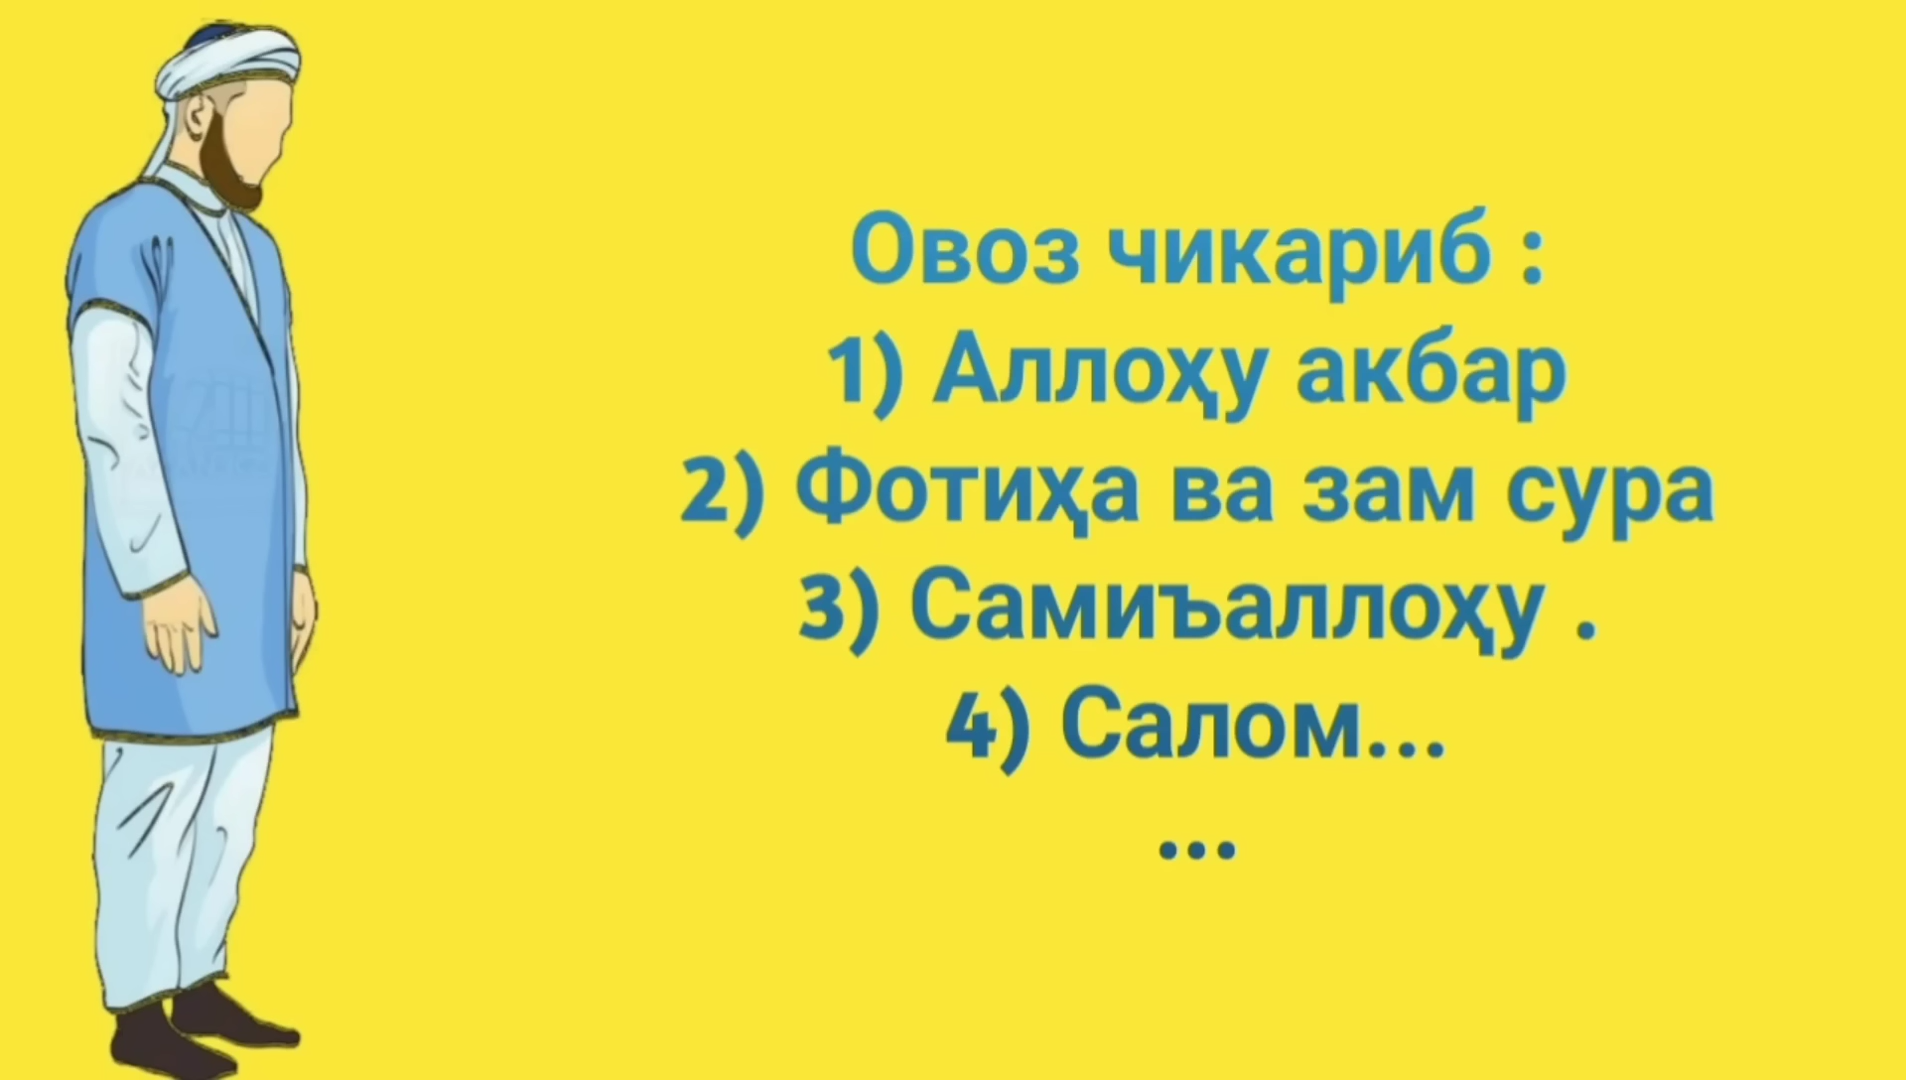 Овоз чикариб :
1) Аллоҳу акбар
2) Фотиҳа ва зам сура
3) Самиъаллоҳу .
4) Салом...
...